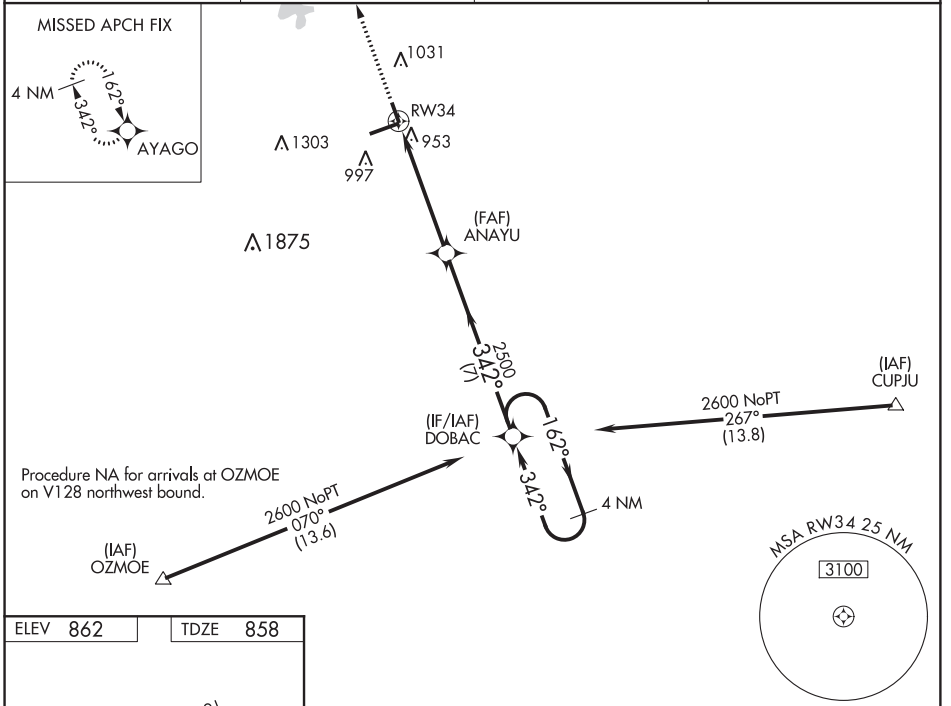 MISSED APCH FIX
4 NM
162°
342°
AYAGO
1031
RW34
953
1303
997
1875
(FAF)
ANAYU
2500
342°
(7)
(IAF)
CUPJU
2600 NoPT
267°
(13.8)
(IF/IAF)
DOBAC
162°
342°
4 NM
Procedure NA for arrivals at OZMOE
on V128 northwest bound.
2600 NoPT
070°
(13.6)
(IAF)
OZMOE
MSA RW34 25 NM
3100
ELEV 862
TDZE 858